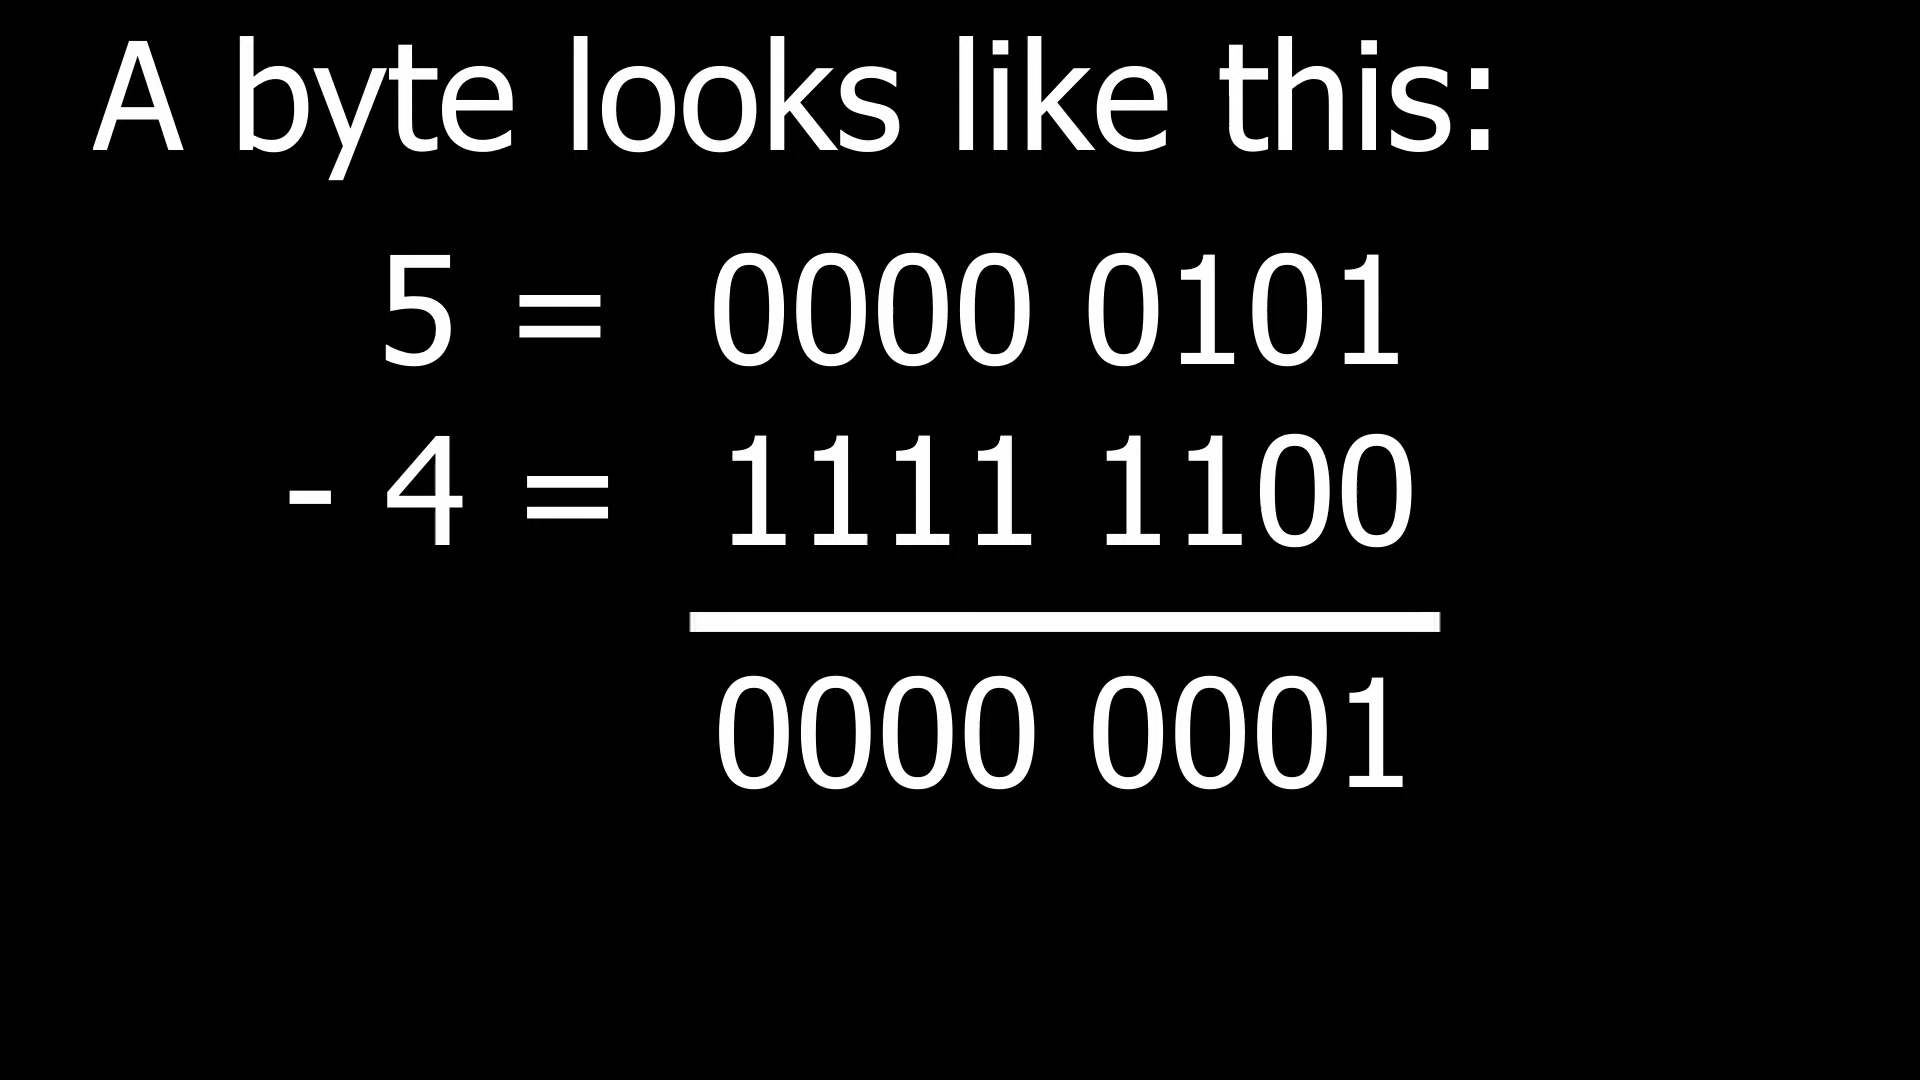 A byte looks like this:
5 = 0000 0101
- 4 = 1111 1100
0000 0001